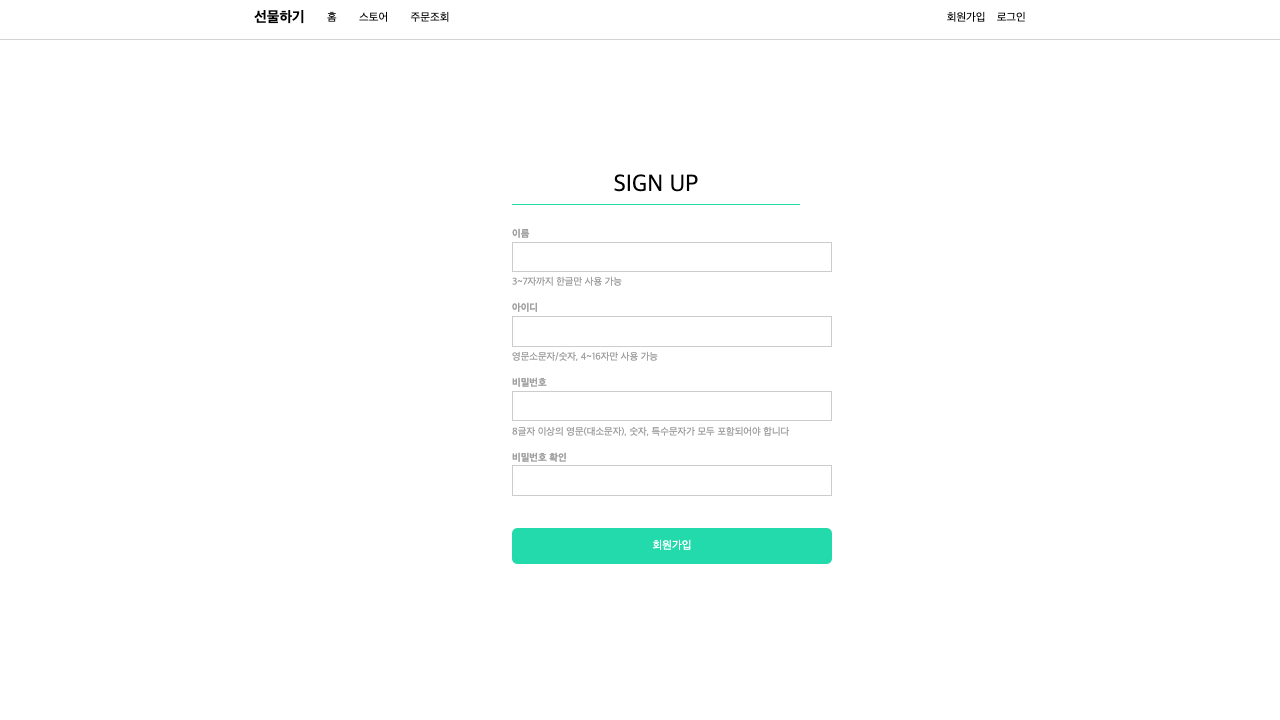 선물하기 홈 스토어 주문조회 회원가입 로그인
SIGN UP
이름
3~7자까지 한글만 사용 가능
아이디
영문소문자/숫자, 4~16자만 사용 가능
비밀번호
8글자 이상의 영문(대소문자), 숫자, 특수문자가 모두 포함되어야 합니다
비밀번호 확인
회원가입